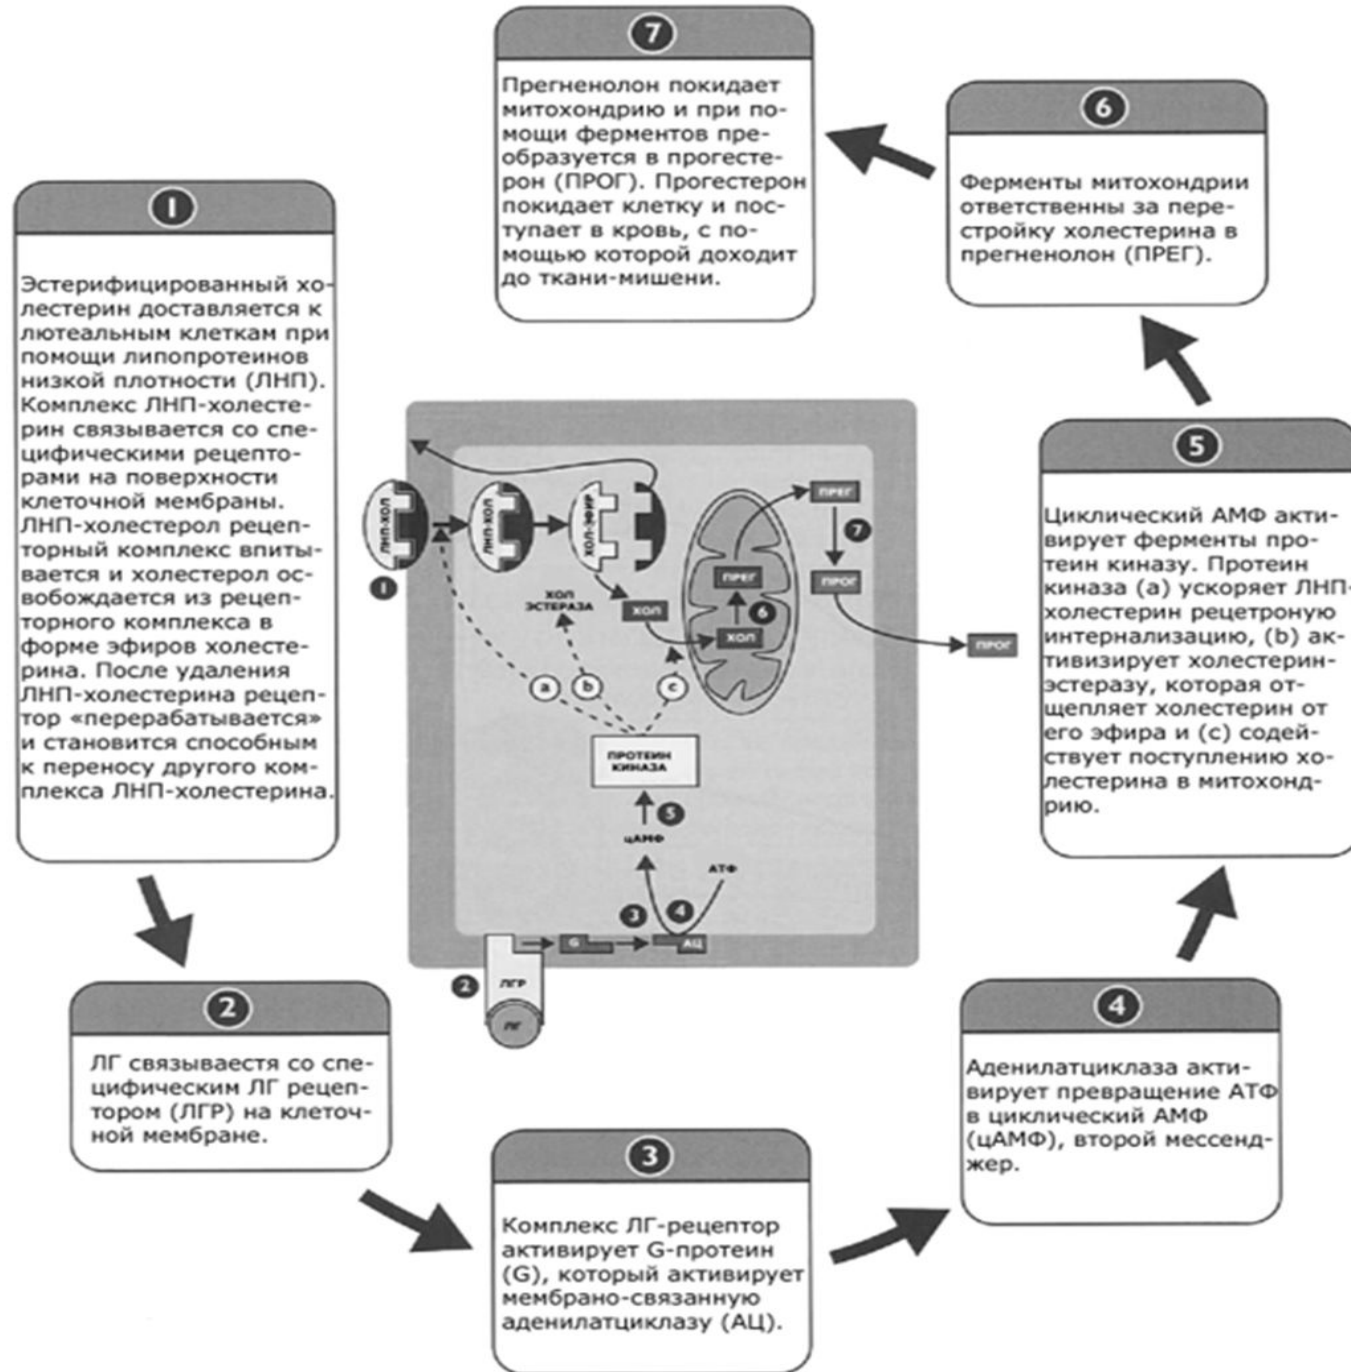 1
Эстерифицированный хо-
лестерин доставляется к
лютеальным клеткам при
помощи липопротеинов
низкой плотности (ЛНП).
Комплекс ЛНП-холесте-
рин связывается со спе-
цифическими рецепто-
рами на поверхности
клеточной мембраны.
ЛНП-холестерол рецеп-
торный комплекс впиты-
вается и холестерол ос-
вобождается из рецеп-
торного комплекса в
форме эфиров холесте-
рина. После удаления
ЛНП-холестерина рецеп-
тор «перерабатывается»
и становится способным
к переносу другого ком-
плекса ЛНП-холестерина.
2
ЛГ связываестя со спе-
цифическим ЛГ рецеп-
тором (ЛГР) на клеточ-
ной мембране.
3
Комплекс ЛГ-рецептор
активирует G-протеин
(G), который активирует
мембрано-связанную
аденилатциклазу (АЦ).
4
Аденилатциклаза акти-
вирует превращение АТФ
в циклический АМФ
(цАМФ), второй мессенд-
жер.
5
Циклический АМФ акти-
вирует ферменты про-
теин киназу. Протеин
киназа (a) ускоряет ЛНП-
холестерин рецетроную
интернализацию, (b) ак-
тивизирует холестерин-
эстеразу, которая от-
щепляет холестерин от
его эфира и (c) содей-
ствует поступлению хо-
лестерина в митохонд-
рию.
6
Ферменты митохондрии
ответственны за пере-
стройку холестерина в
прегненолон (ПРЕГ).
7
Прегненолон покидает
митохондрию и при по-
мощи ферментов пре-
образуется в прогесте-
рон (ПРОГ). Прогестерон
покидает клетку и пос-
тупает в кровь, с по-
мощью которой доходит
до ткани-мишени.
ЛНП-ХОЛ
ЛНП-ХОЛ
ХОЛ-ЭФИР
1
ХОЛ
ЭСТЕРАЗА
ХОЛ
ХОЛ
6
ПРЕГ
ПРЕГ
7
ПРОГ
ПРОГ
a
b
c
ПРОТЕИН
КИНАЗА
5
цАМФ
АТФ
3
4
G
АЦ
2
ЛГР
ЛГ